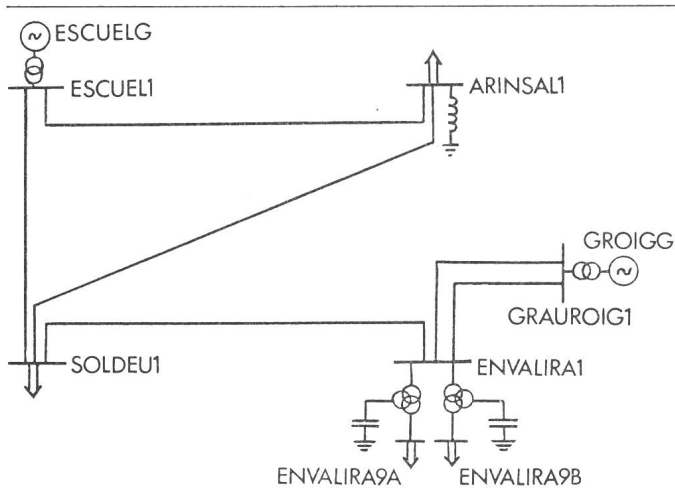 ESCUELG
ESCUEL1
ARINSAL1
GROIGG
GRAUROIG1
SOLDEU1
ENVALIRA1
ENVALIRA9A
ENVALIRA9B